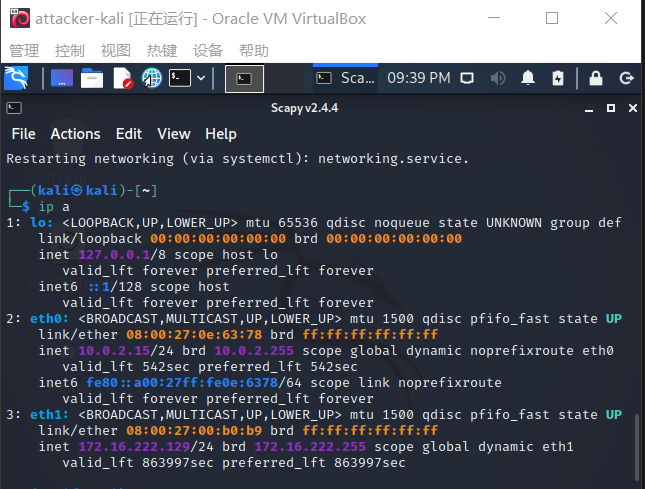 attacker-kali [正在运行] - Oracle VM VirtualBox
管理 控制 视图 热键 设备 帮助
Sca... 09:39 PM
Scapy v2.4.4
File Actions Edit View Help
Restarting networking (via systemctl): networking.service.
┌──(kali㉿kali)-[~]
└─$ ip a
1: lo: <LOOPBACK,UP,LOWER_UP> mtu 65536 qdisc noqueue state UNKNOWN group def
link/loopback 00:00:00:00:00:00 brd 00:00:00:00:00:00
inet 127.0.0.1/8 scope host lo
valid_lft forever preferred_lft forever
inet6 ::1/128 scope host
valid_lft forever preferred_lft forever
2: eth0: <BROADCAST,MULTICAST,UP,LOWER_UP> mtu 1500 qdisc pfifo_fast state UP
link/ether 08:00:27:0e:63:78 brd ff:ff:ff:ff:ff:ff
inet 10.0.2.15/24 brd 10.0.2.255 scope global dynamic noprefixroute eth0
valid_lft 542sec preferred_lft 542sec
inet6 fe80::a00:27ff:fe0e:6378/64 scope link noprefixroute
valid_lft forever preferred_lft forever
3: eth1: <BROADCAST,MULTICAST,UP,LOWER_UP> mtu 1500 qdisc pfifo_fast state UP
link/ether 08:00:27:00:b0:b9 brd ff:ff:ff:ff:ff:ff
inet 172.16.222.129/24 brd 172.16.222.255 scope global dynamic eth1
valid_lft 863997sec preferred_lft 863997sec